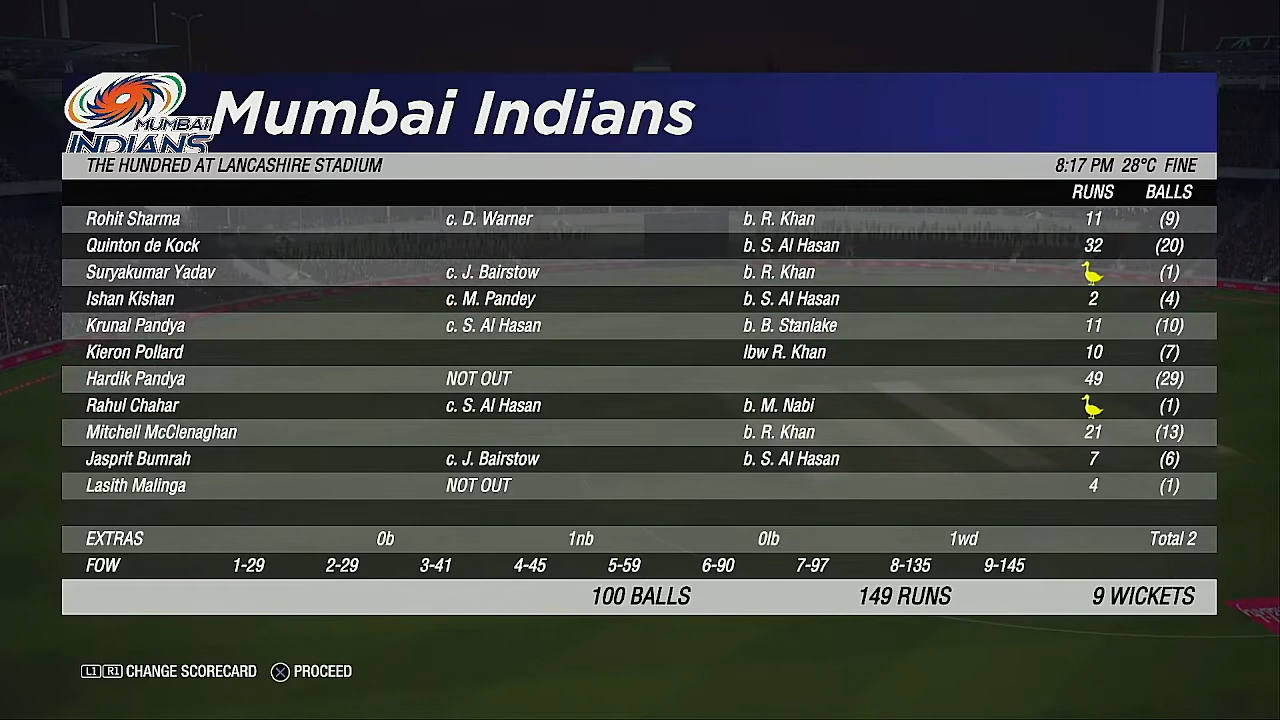 MUMBAI
INDIANS
Mumbai Indians
THE HUNDRED AT LANCASHIRE STADIUM 8:17 PM 28°C FINE
RUNS BALLS
Rohit Sharma c. D. Warner b. R. Khan 11 (9)
Quinton de Kock b. S. Al Hasan 32 (20)
Suryakumar Yadav c. J. Bairstow b. R. Khan (1)
Ishan Kishan c. M. Pandey b. S. Al Hasan 2 (4)
Krunal Pandya c. S. Al Hasan b. B. Stanlake 11 (10)
Kieron Pollard lbw R. Khan 10 (7)
Hardik Pandya NOT OUT 49 (29)
Rahul Chahar c. S. Al Hasan b. M. Nabi (1)
Mitchell McClenaghan b. R. Khan 21 (13)
Jasprit Bumrah c. J. Bairstow b. S. Al Hasan 7 (6)
Lasith Malinga NOT OUT 4 (1)
EXTRAS 0b 1nb 0lb 1wd Total 2
FOW 1-29 2-29 3-41 4-45 5-59 6-90 7-97 8-135 9-145
100 BALLS 149 RUNS 9 WICKETS
L1 R1 CHANGE SCORECARD PROCEED